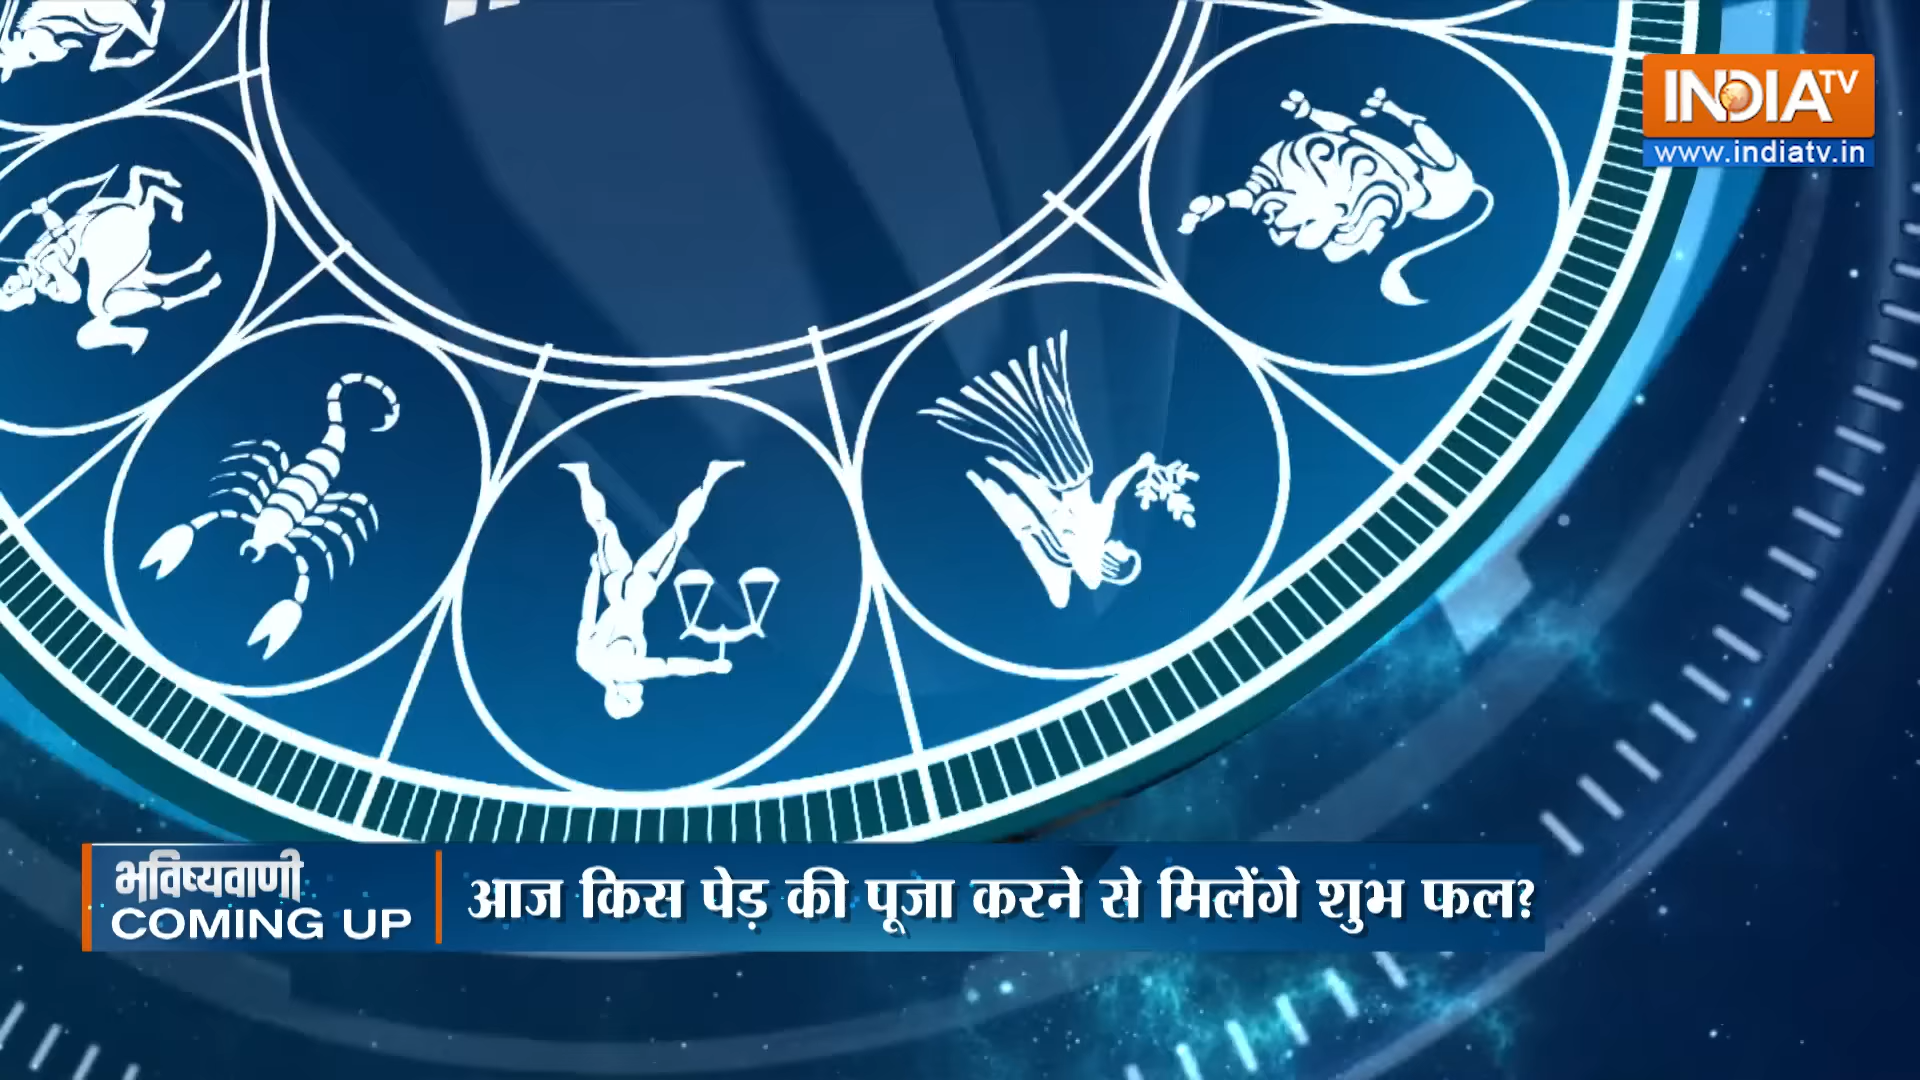 INDIA TV
www.indiatv.in
भविष्यवाणी
COMING UP
आज किस पेड़ की पूजा करने से मिलेंगे शुभ फल?